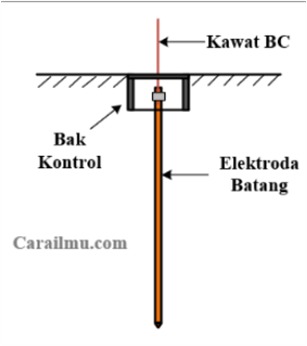 Kawat BC
Bak
Kontrol
Elektroda
Batang
Carailmu.com